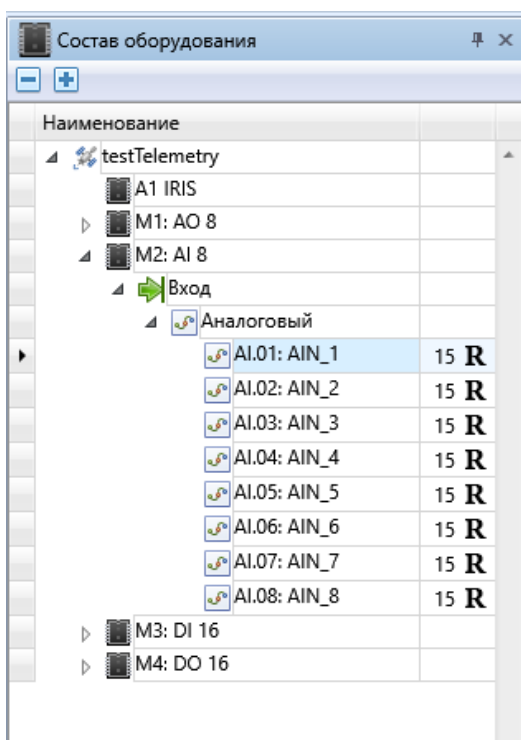 Состав оборудования
Наименование
testTelemetry
A1 IRIS
M1: AO 8
M2: AI 8
Вход
Аналоговый
AI.01: AIN_1 15 R
AI.02: AIN_2 15 R
AI.03: AIN_3 15 R
AI.04: AIN_4 15 R
AI.05: AIN_5 15 R
AI.06: AIN_6 15 R
AI.07: AIN_7 15 R
AI.08: AIN_8 15 R
M3: DI 16
M4: DO 16